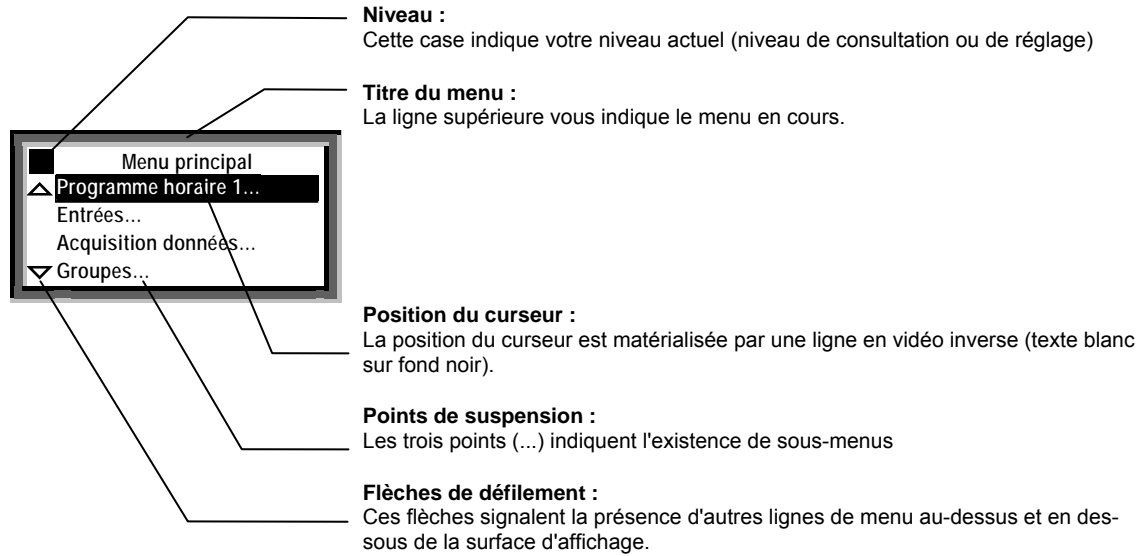 Niveau :
Cette case indique votre niveau actuel (niveau de consultation ou de réglage)
Titre du menu :
La ligne supérieure vous indique le menu en cours.
Menu principal
Programme horaire 1...
Entrées...
Acquisition données...
Groupes...
Position du curseur :
La position du curseur est matérialisée par une ligne en vidéo inverse (texte blanc
sur fond noir).
Points de suspension :
Les trois points (...) indiquent l'existence de sous-menus
Flèches de défilement :
Ces flèches signalent la présence d'autres lignes de menu au-dessus et en des-
sous de la surface d'affichage.